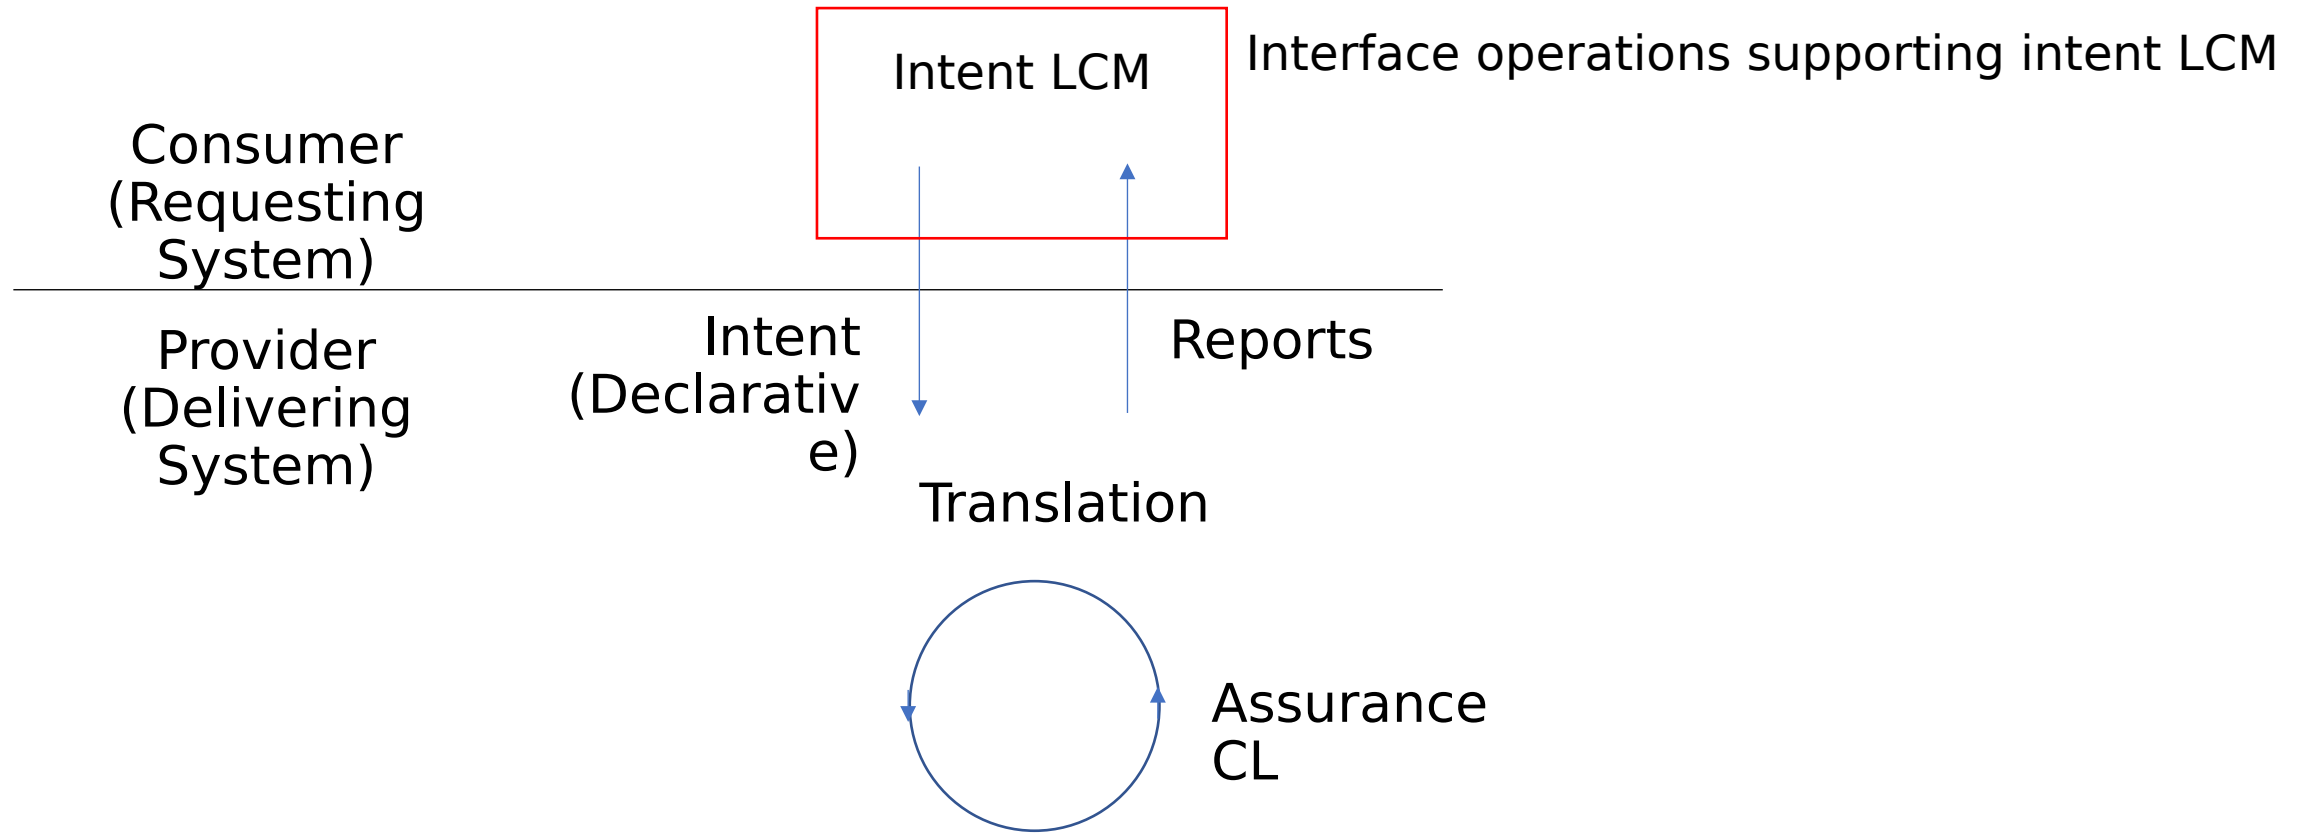 Intent LCM
Interface operations supporting intent LCM
Consumer
(Requesting
System)
Provider
(Delivering
System)
Intent
(Declarativ
e)
Reports
Translation
Assurance
CL